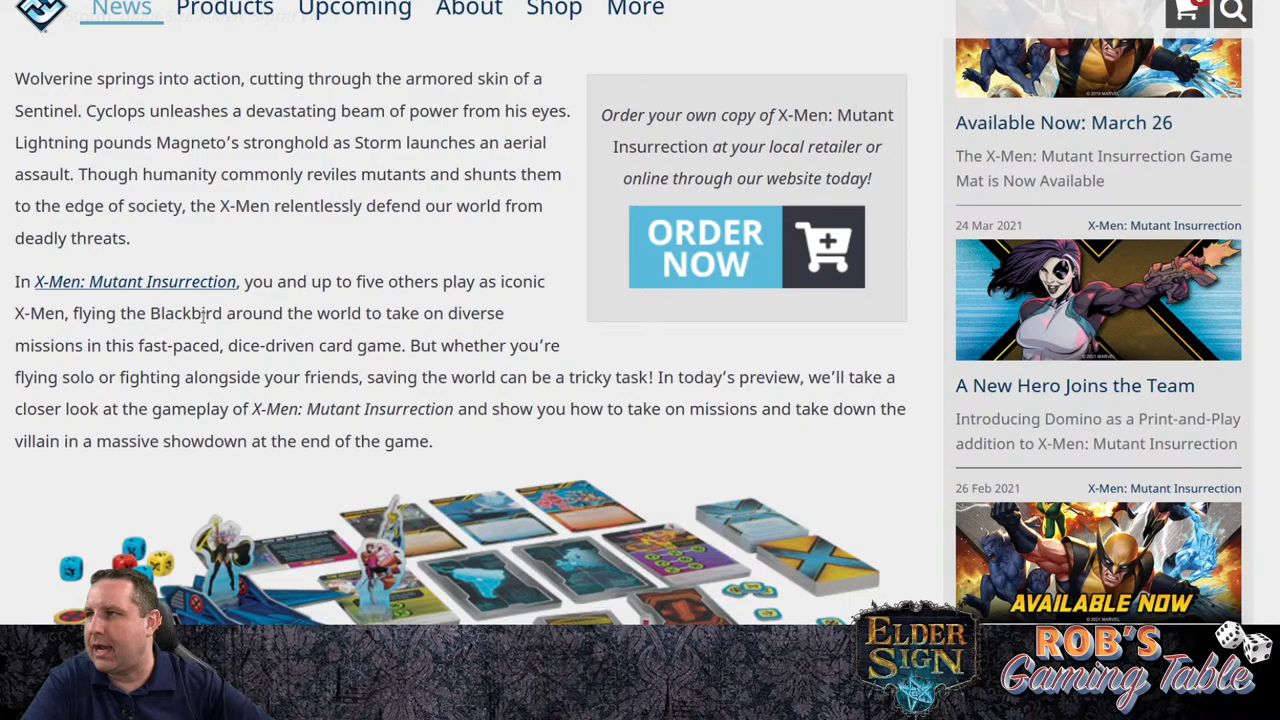 News Products Upcoming About Shop More
Wolverine springs into action, cutting through the armored skin of a
Sentinel. Cyclops unleashes a devastating beam of power from his eyes.
Lightning pounds Magneto's stronghold as Storm launches an aerial
assault. Though humanity commonly reviles mutants and shunts them
to the edge of society, the X-Men relentlessly defend our world from
deadly threats.
Order your own copy of X-Men: Mutant
Insurrection at your local retailer or
online through our website today!
ORDER
NOW
In X-Men: Mutant Insurrection, you and up to five others play as iconic
X-Men, flying the Blackbird around the world to take on diverse
missions in this fast-paced, dice-driven card game. But whether you're
flying solo or fighting alongside your friends, saving the world can be a tricky task! In today's preview, we'll take a
closer look at the gameplay of X-Men: Mutant Insurrection and show you how to take on missions and take down the
villain in a massive showdown at the end of the game.
Available Now: March 26
The X-Men: Mutant Insurrection Game
Mat is Now Available
24 Mar 2021 X-Men: Mutant Insurrection
A New Hero Joins the Team
Introducing Domino as a Print-and-Play
addition to X-Men: Mutant Insurrection
26 Feb 2021 X-Men: Mutant Insurrection
AVAILABLE NOW
ELDER
SIGN
ROB'S
Gaming Table